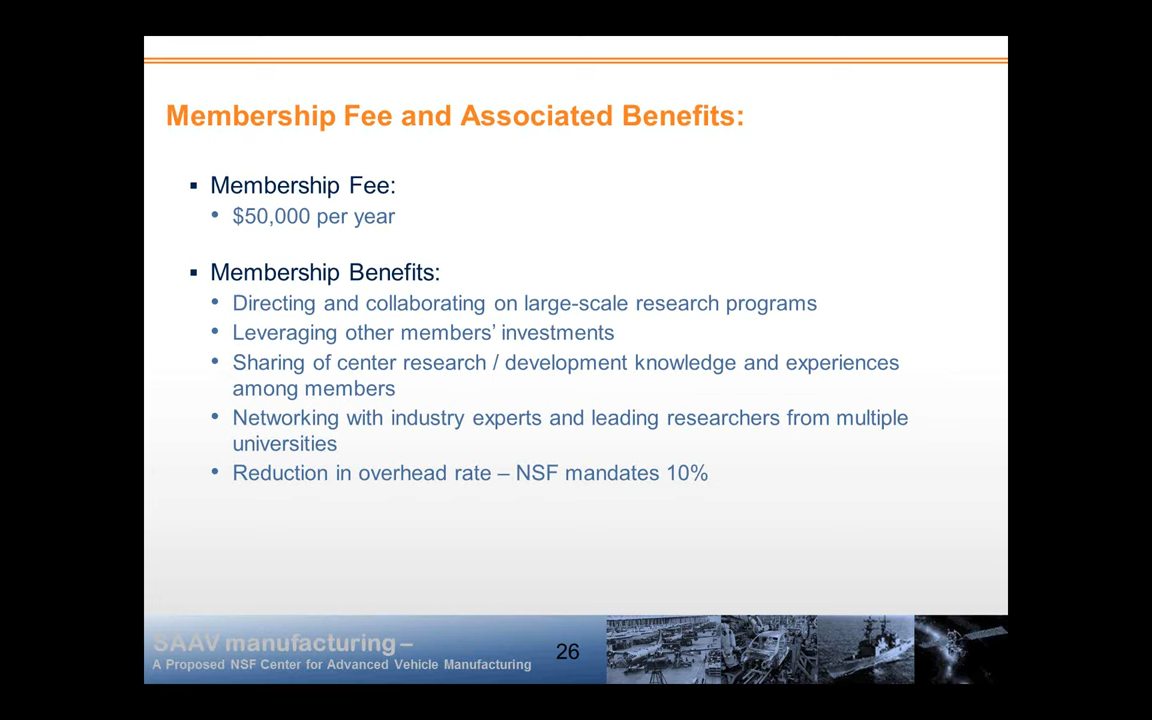 Membership Fee and Associated Benefits:
▪ Membership Fee:
• $50,000 per year
▪ Membership Benefits:
• Directing and collaborating on large-scale research programs
• Leveraging other members’ investments
• Sharing of center research / development knowledge and experiences
among members
• Networking with industry experts and leading researchers from multiple
universities
• Reduction in overhead rate – NSF mandates 10%
SAAV manufacturing –
A Proposed NSF Center for Advanced Vehicle Manufacturing
26